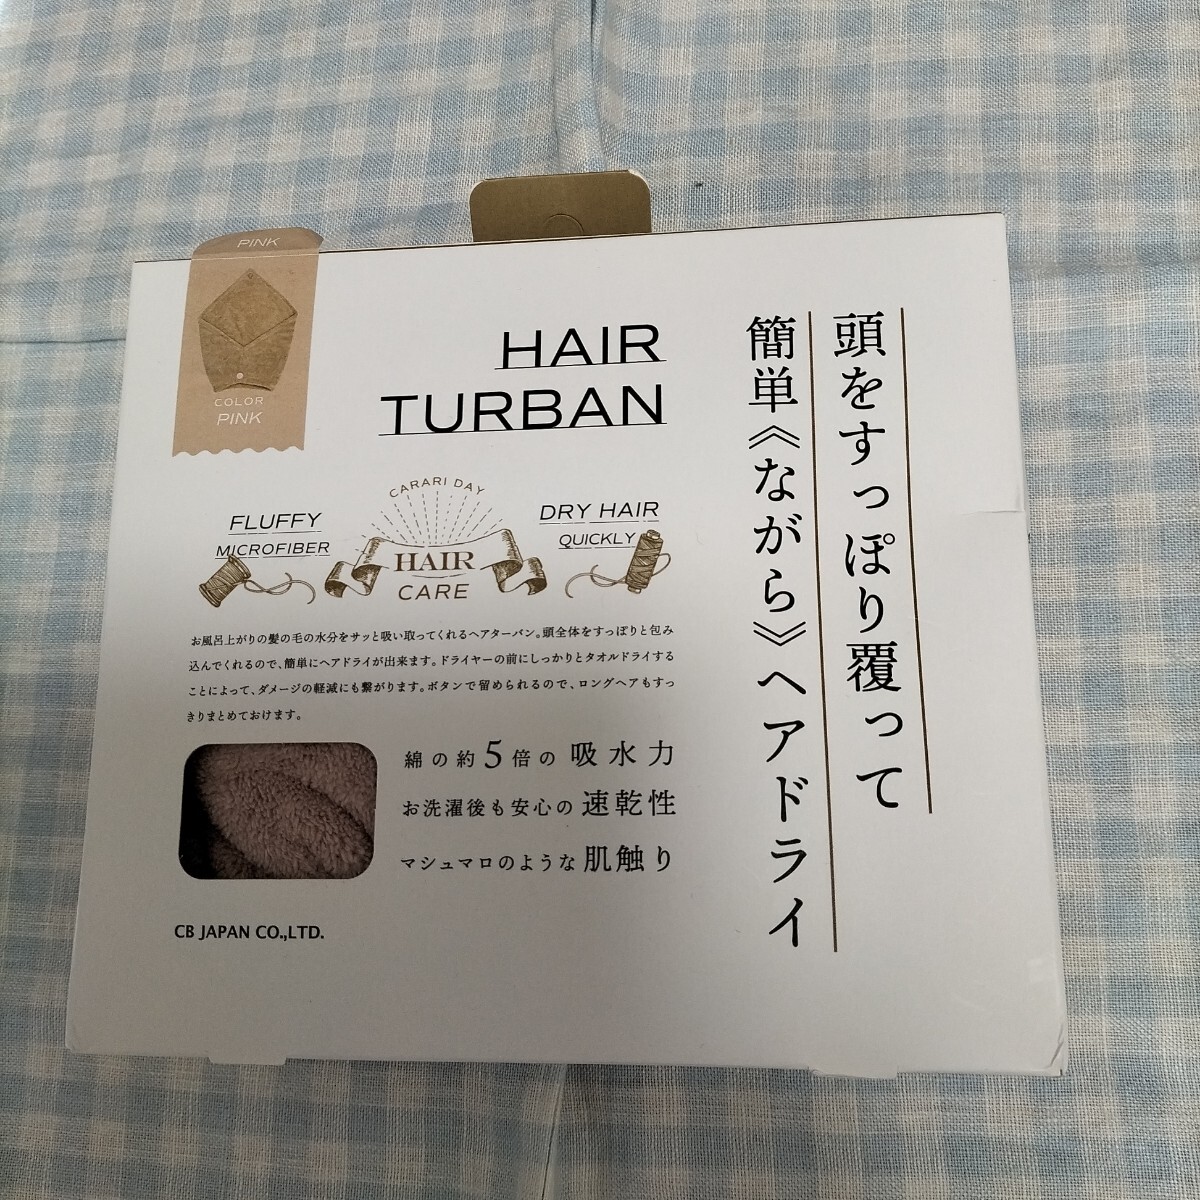 PINK
COLOR
PINK
HAIR
TURBAN
CARARI DAY
FLUFFY
MICROFIBER
HAIR
CARE
DRY HAIR
QUICKLY
頭をすっぽり覆って
簡単《ながら》ヘアドライ
お風呂上がりの髪の毛の水分をサッと吸い取ってくれるヘアターバン。頭全体をすっぽりと包み
込んでくれるので、簡単にヘアドライが出来ます。ドライヤーの前にしっかりとタオルドライする
ことによって、ダメージの軽減にも繋がります。ボタンで留められるので、ロングヘアもすっ
きりまとめておけます。
綿の約5倍の吸水力
お洗濯後も安心の速乾性
マシュマロのような肌触り
CB JAPAN CO.,LTD.